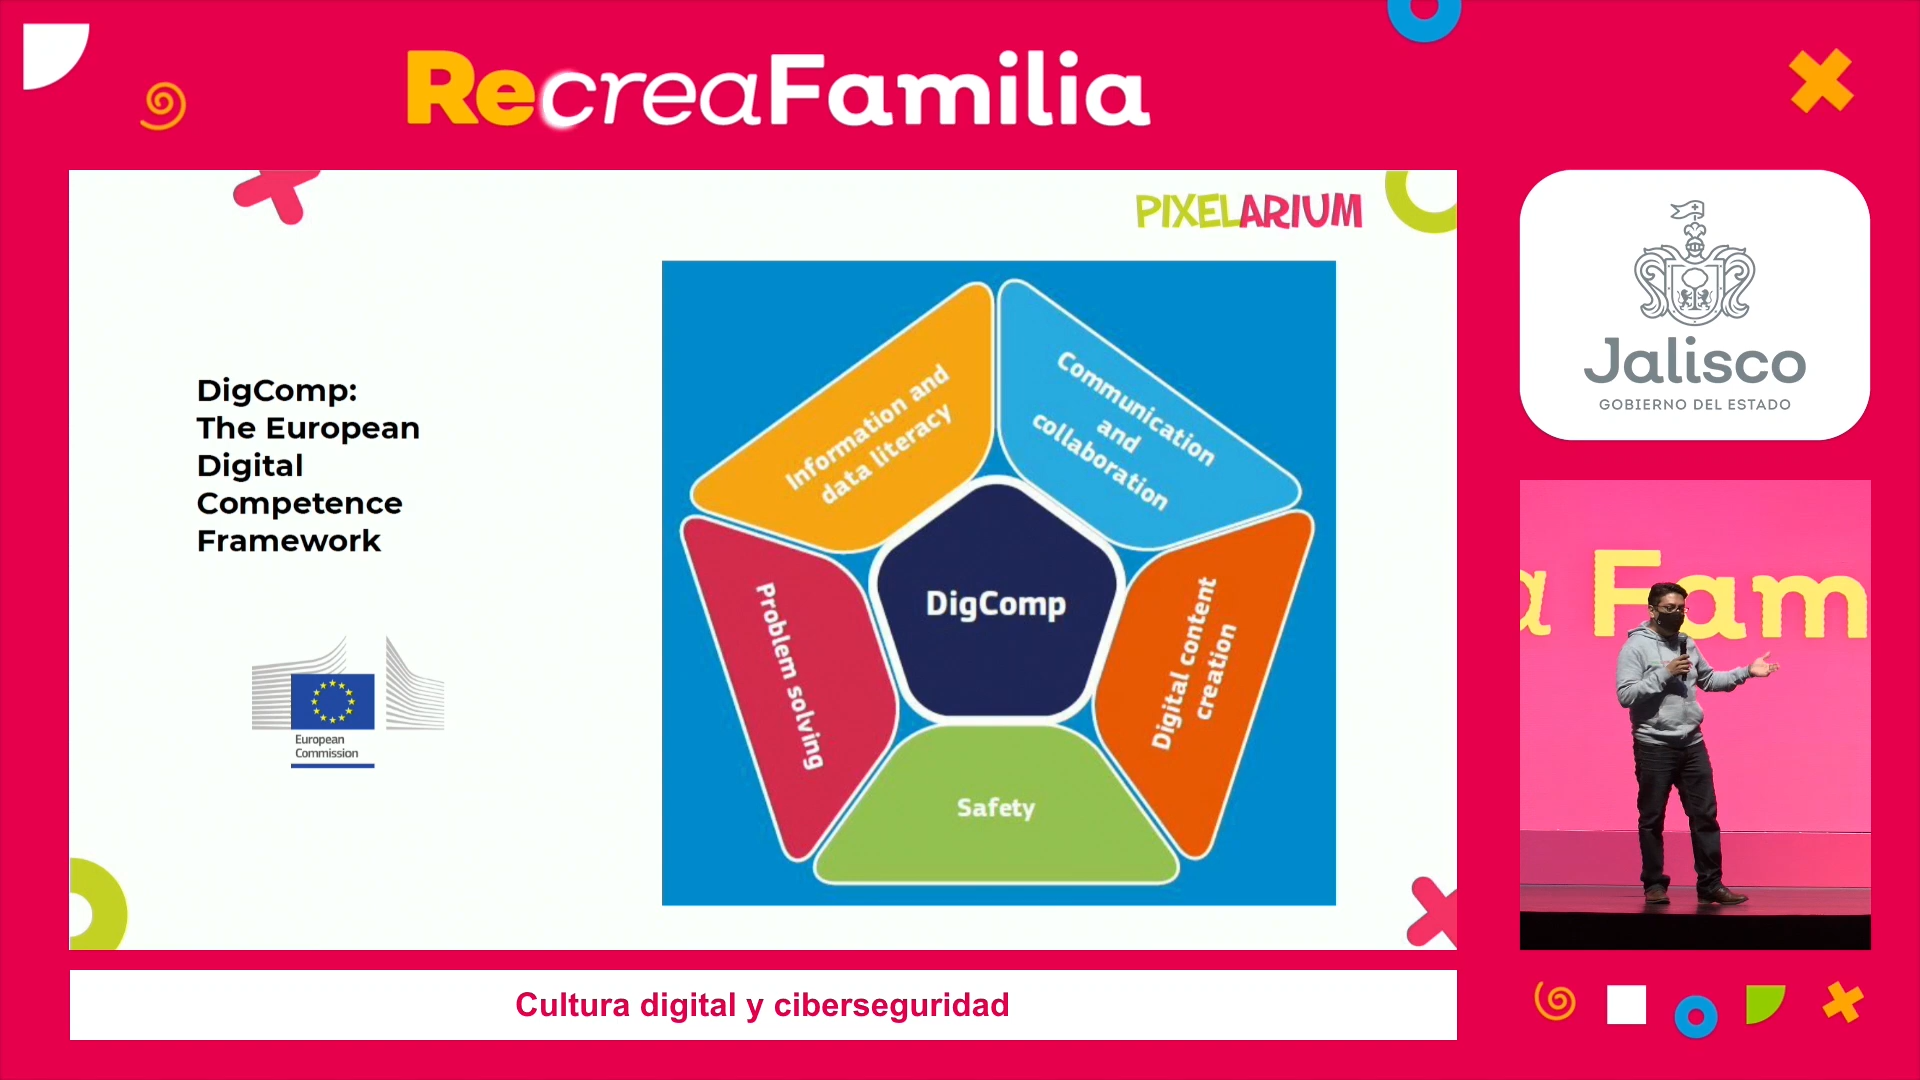 RecreaFamilia
PIXELARIUM
DigComp:
The European
Digital
Competence
Framework
European
Commission
Information and
data literacy
Communication
and
collaboration
Problem solving
DigComp
Digital content
creation
Safety
Jalisco
GOBIERNO DEL ESTADO
a Fam
Cultura digital y ciberseguridad